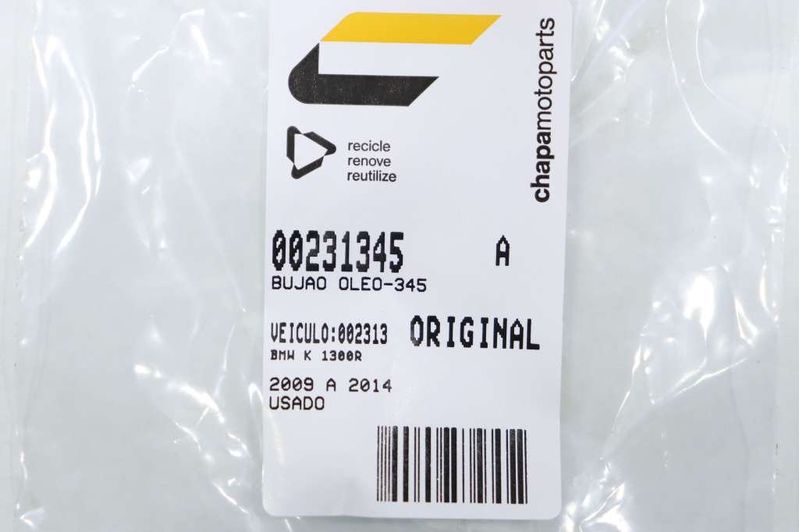 chapamotoparts
recicle
renove
reutilize
00231345 A
BUJAO OLEO-345
VEICULO:002313 ORIGINAL
BMW K 1300R
2009 A 2014
USADO